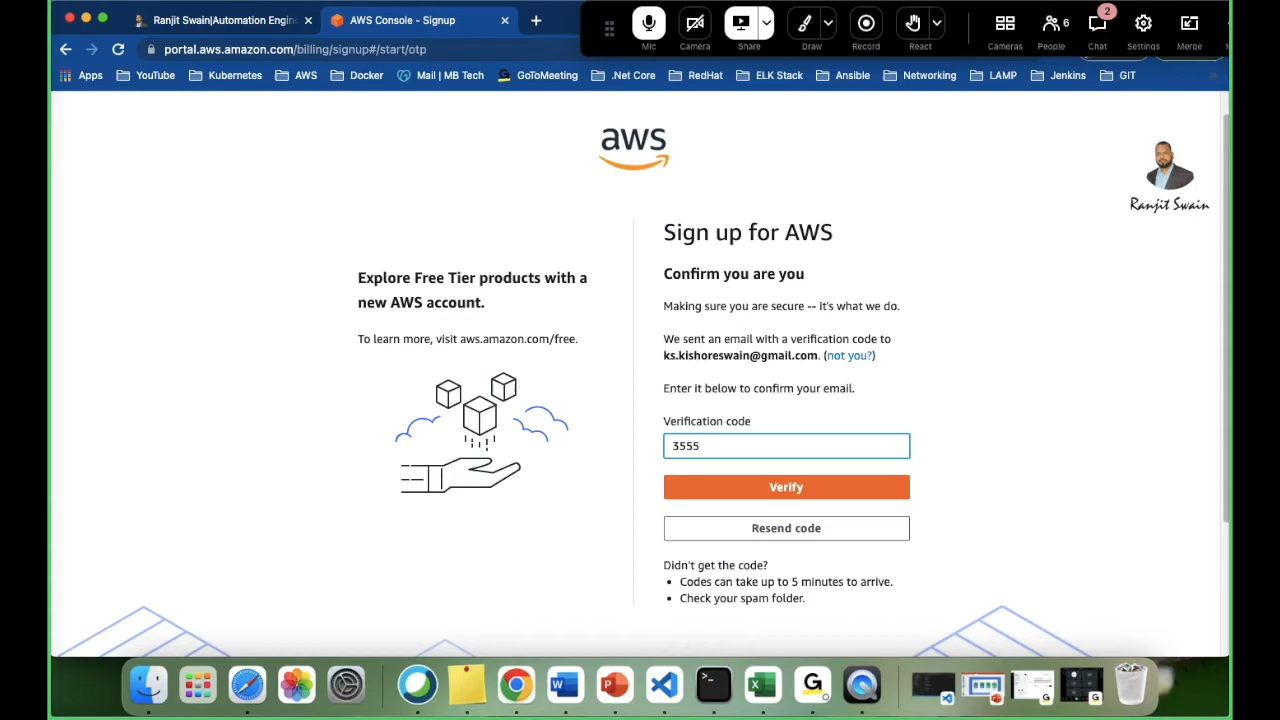 Ranjit Swain|Automation Engin
AWS Console - Signup
portal.aws.amazon.com/billing/signup#/start/otp
Mic
Camera
Share
Draw
Record
React
Cameras
6
People
2
Chat
Settings
Merge
Apps
YouTube
Kubernetes
AWS
Docker
Mail | MB Tech
GoToMeeting
.Net Core
RedHat
ELK Stack
Ansible
Networking
LAMP
Jenkins
GIT
aws
Ranjit Swain
Explore Free Tier products with a
new AWS account.
To learn more, visit aws.amazon.com/free.
Sign up for AWS
Confirm you are you
Making sure you are secure -- it's what we do.
We sent an email with a verification code to
ks.kishoreswain@gmail.com. (not you?)
Enter it below to confirm your email.
Verification code
3555
Verify
Resend code
Didn't get the code?
• Codes can take up to 5 minutes to arrive.
• Check your spam folder.